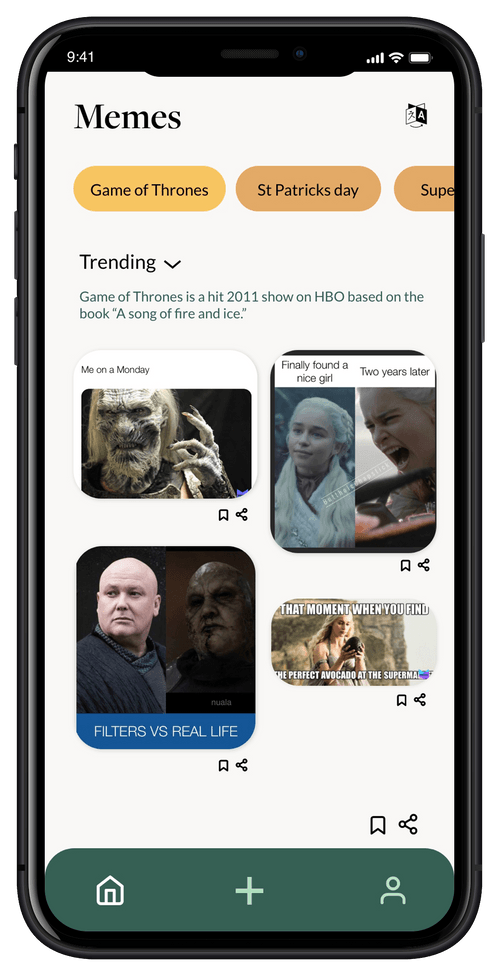 9:41
Memes
文 A
Game of Thrones
St Patricks day
Supe
Trending
Game of Thrones is a hit 2011 show on HBO based on the
book “A song of fire and ice.”
Me on a Monday
Finally found a
nice girl
Two years later
THAT MOMENT WHEN YOU FIND
THE PERFECT AVOCADO AT THE SUPERMA
nuala
FILTERS VS REAL LIFE